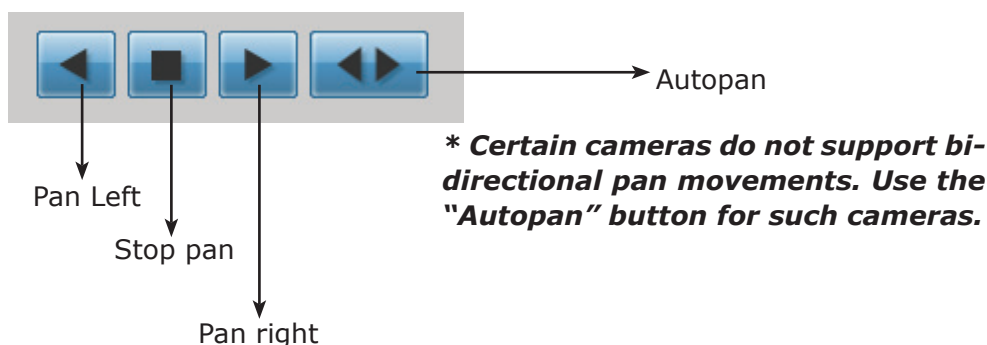 Autopan
* Certain cameras do not support bi-
directional pan movements. Use the
“Autopan” button for such cameras.
Pan Left
Stop pan
Pan right